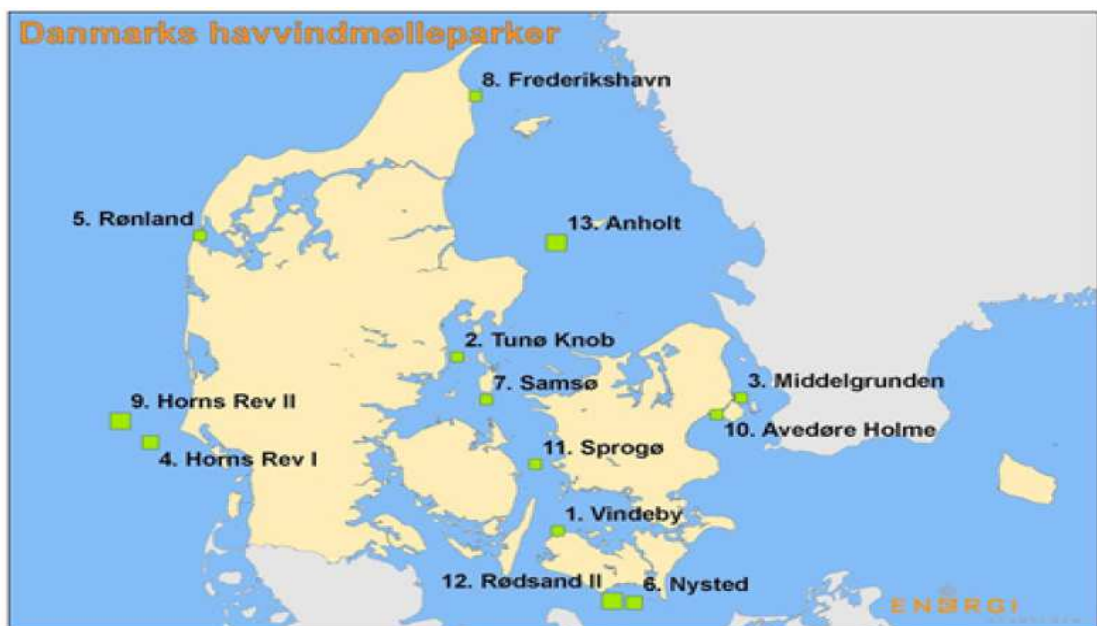 Danmarks havvindmølleparker
8. Frederikshavn
5. Rønland
13. Anholt
2. Tunø Knob
7. Samsø
3. Middelgrunden
9. Horns Rev II
10. Avedøre Holme
11. Sprogø
4. Horns Rev I
1. Vindeby
12. Rødsand II
6. Nysted
ENERGI